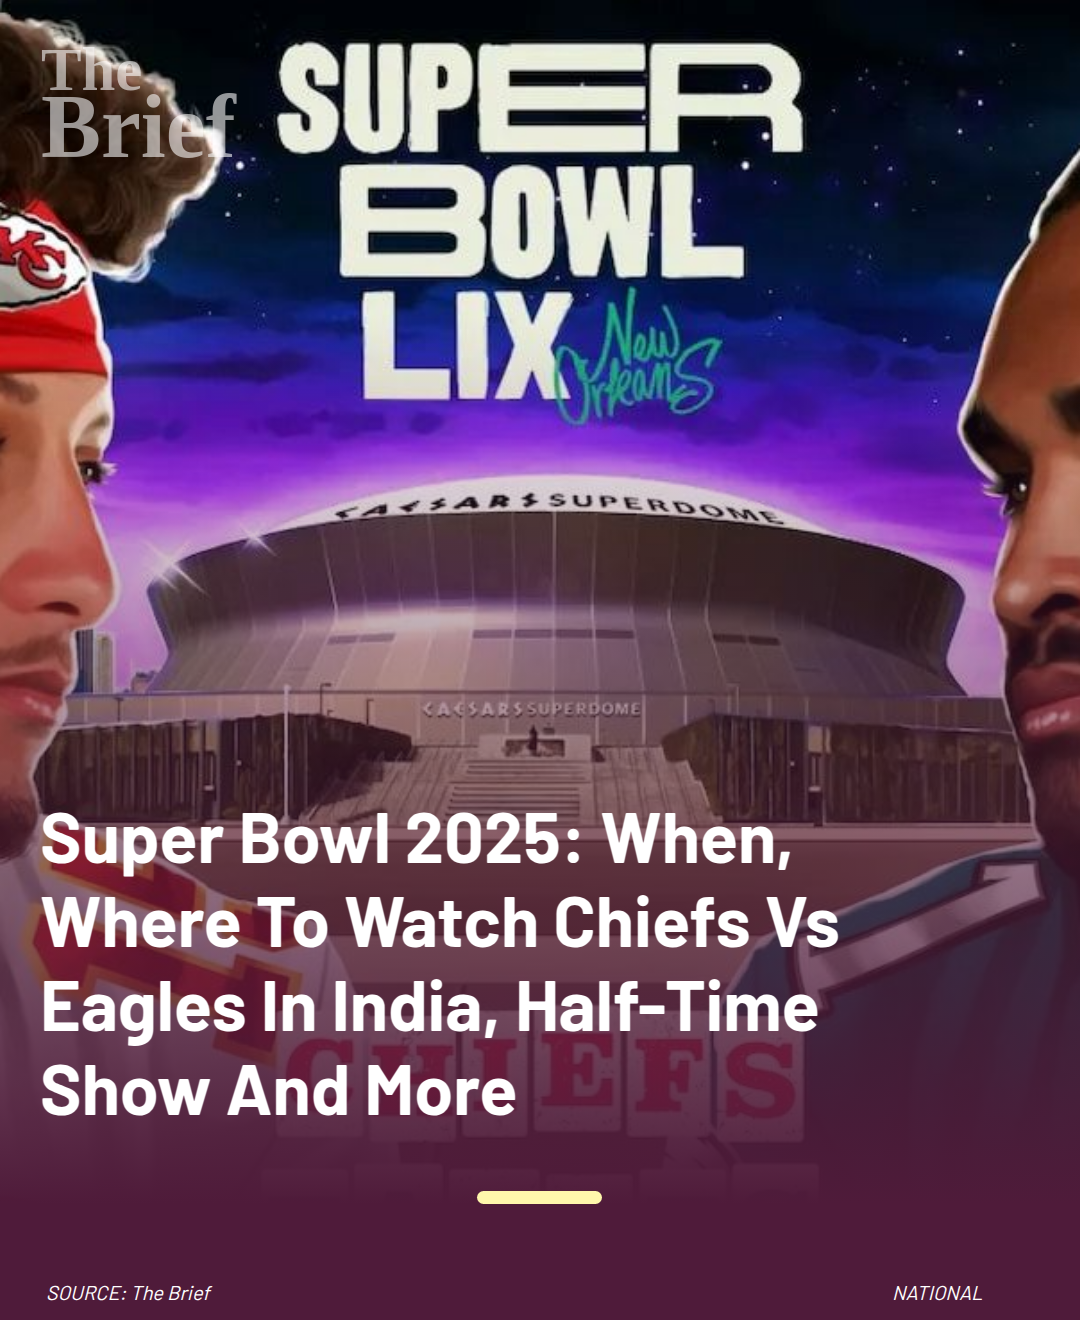 The
Brief
SUPER
BOWL
LIX
New
Orleans
KC
CAESARS SUPERDOME
CAESARS SUPERDOME
Super Bowl 2025: When,
Where To Watch Chiefs Vs
Eagles In India, Half-Time
Show And More
CHIEFS
SOURCE: The Brief
NATIONAL